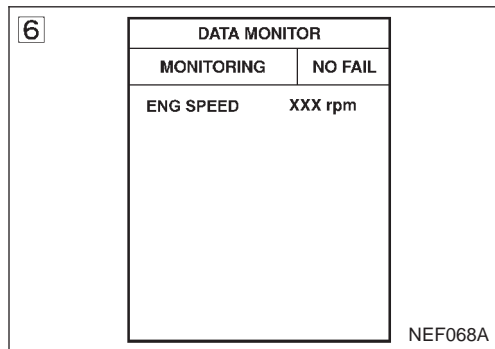 6
DATA MONITOR
MONITORING NO FAIL
ENG SPEED XXX rpm
NEF068A